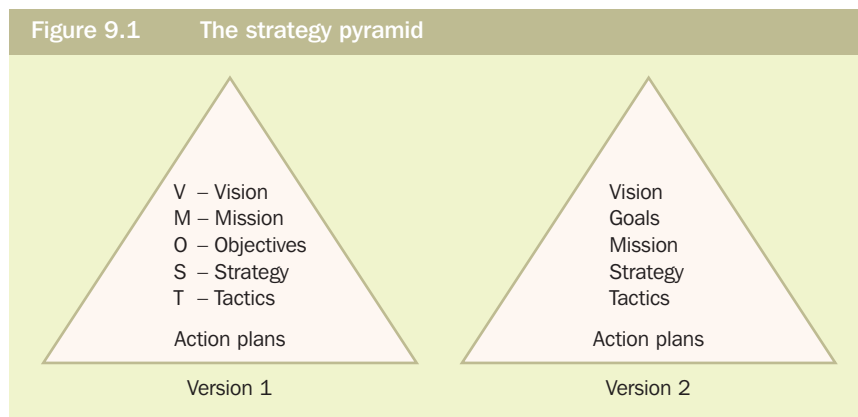 Figure 9.1 The strategy pyramid
V – Vision
M – Mission
O – Objectives
S – Strategy
T – Tactics
Action plans
Version 1
Vision
Goals
Mission
Strategy
Tactics
Action plans
Version 2